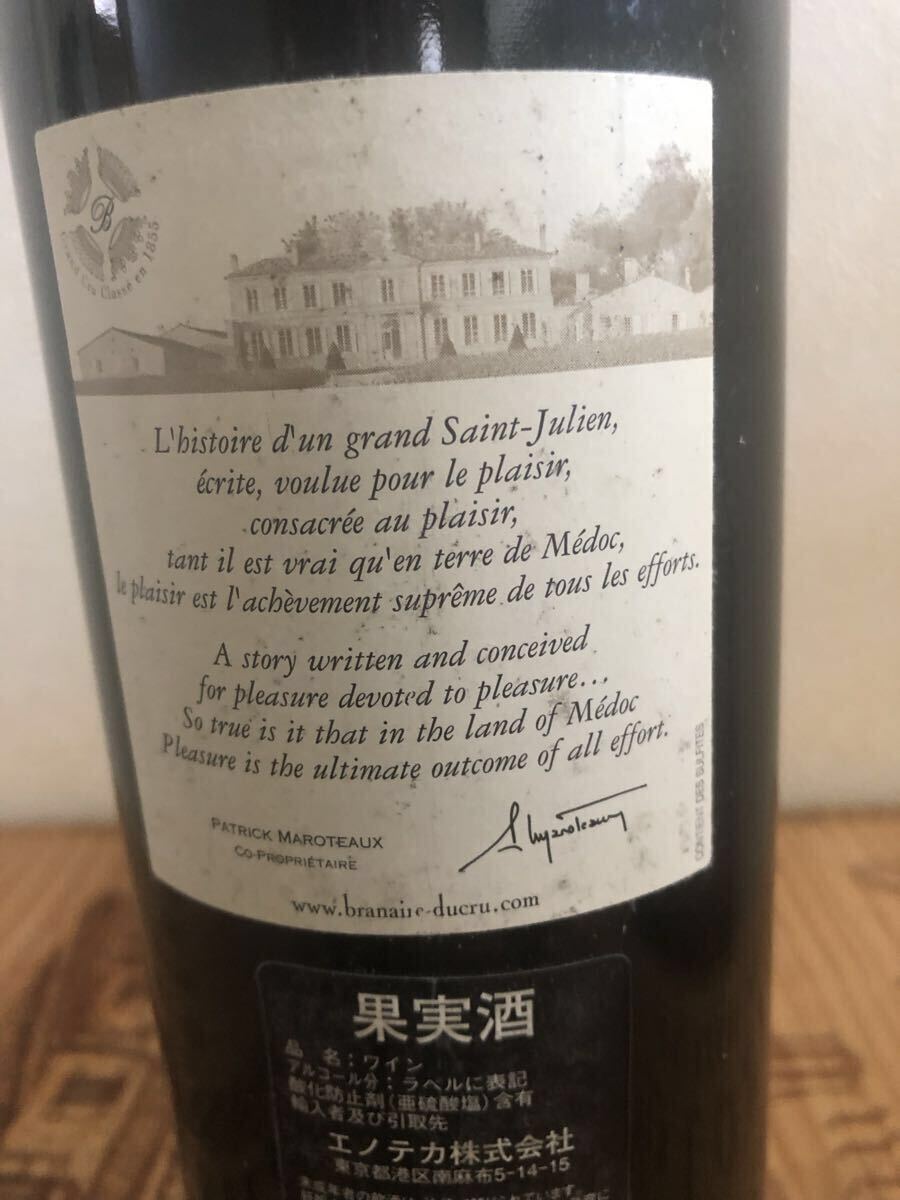 B
Grand Cru Classé en 1855
L'histoire d'un grand Saint-Julien,
écrite, voulue pour le plaisir,
consacrée au plaisir,
tant il est vrai qu'en terre de Médoc,
le plaisir est l'achèvement suprême de tous les efforts.
A story written and conceived
for pleasure devoted to pleasure...
So true is it that in the land of Médoc
Pleasure is the ultimate outcome of all effort.
PATRICK MAROTEAUX
CO-PROPRIÉTAIRE
www.branaire-ducru.com
CONTIENT DES SULFITES
果実酒
品 名:ワイン
アルコール分:ラベルに表記
酸化防止剤(亜硫酸塩)含有
輸入者及び引取先
エノテカ株式会社
東京都港区南麻布5-14-15